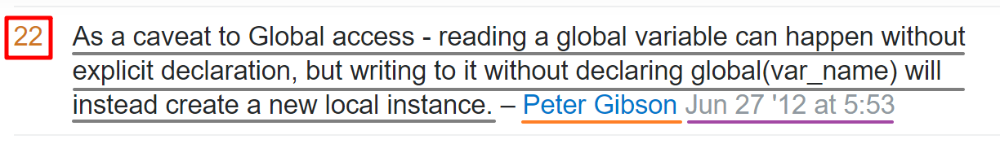 22 As a caveat to Global access - reading a global variable can happen without
explicit declaration, but writing to it without declaring global(var_name) will
instead create a new local instance. – Peter Gibson Jun 27 '12 at 5:53